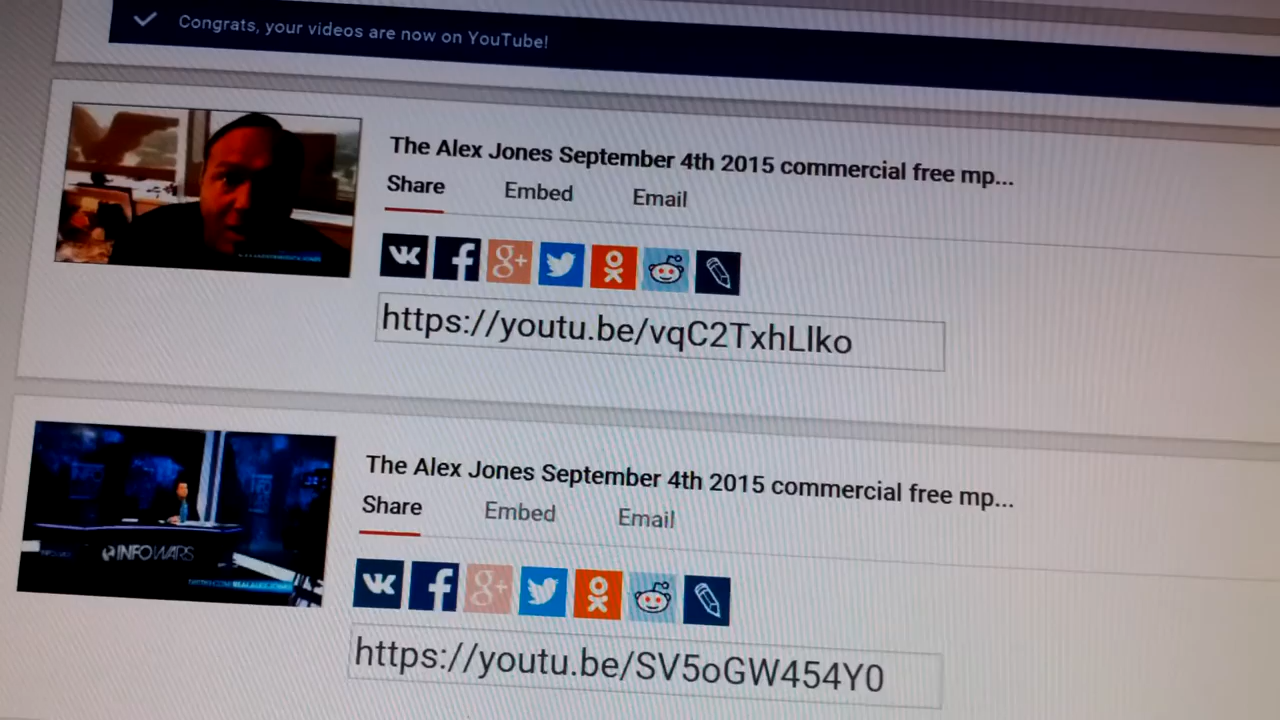 Congrats, your videos are now on YouTube!
The Alex Jones September 4th 2015 commercial free mp...
Share Embed Email
https://youtu.be/vqC2TxhLlko
The Alex Jones September 4th 2015 commercial free mp...
Share Embed Email
INFOWARS
https://youtu.be/SV5oGW454Y0